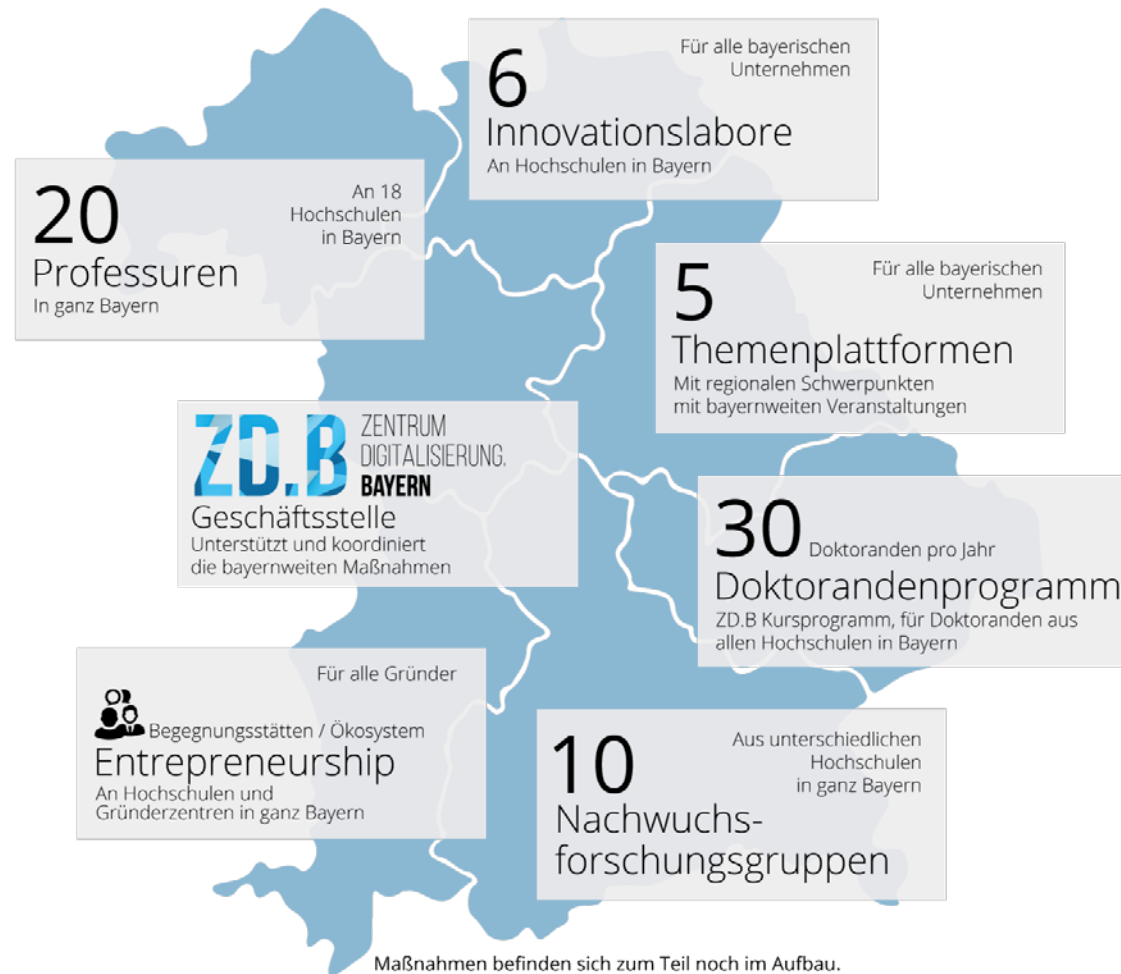 6
Für alle bayerischen
Unternehmen
Innovationslabore
An Hochschulen in Bayern
20
An 18
Hochschulen
in Bayern
Professuren
In ganz Bayern
5
Für alle bayerischen
Unternehmen
Themenplattformen
Mit regionalen Schwerpunkten
mit bayernweiten Veranstaltungen
ZD.B
ZENTRUM
DIGITALISIERUNG.
BAYERN
Geschäftsstelle
Unterstützt und koordiniert
die bayernweiten Maßnahmen
30 Doktoranden pro Jahr
Doktorandenprogramm
ZD.B Kursprogramm, für Doktoranden aus
allen Hochschulen in Bayern
Für alle Gründer
Begegnungsstätten / Ökosystem
Entrepreneurship
An Hochschulen und
Gründerzentren in ganz Bayern
10
Aus unterschiedlichen
Hochschulen
in ganz Bayern
Nachwuchs-
forschungsgruppen
Maßnahmen befinden sich zum Teil noch im Aufbau.